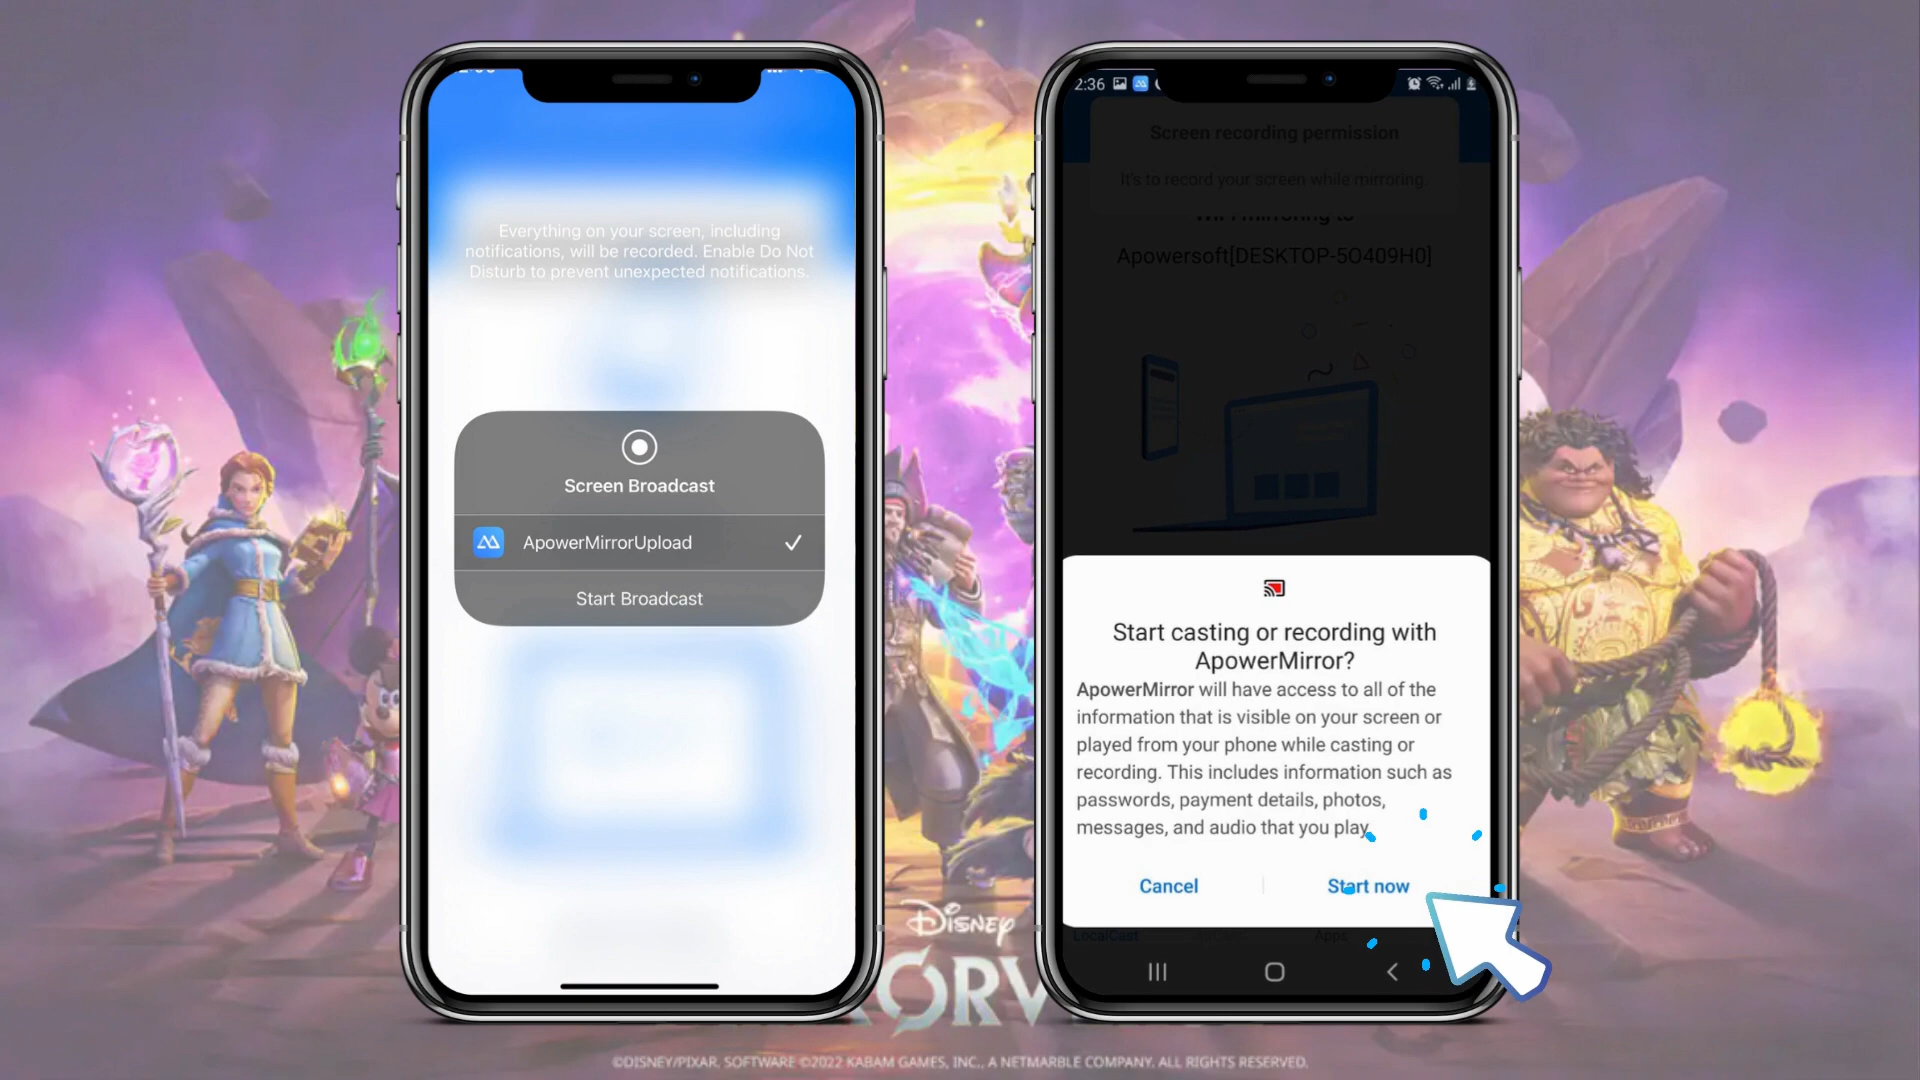 Everything on your screen, including
notifications, will be recorded. Enable Do Not
Disturb to prevent unexpected notifications.
Screen Broadcast
ApowerMirrorUpload
Start Broadcast
2:36
Screen recording permission
It's to record your screen while mirroring.
Apowersoft[DESKTOP-5O409H0]
Start casting or recording with
ApowerMirror?
ApowerMirror will have access to all of the
information that is visible on your screen or
played from your phone while casting or
recording. This includes information such as
passwords, payment details, photos,
messages, and audio that you play.
Cancel
Start now
LocalCast
Apps
Disney
©DISNEY/PIXAR, SOFTWARE ©2022 KABAM GAMES, INC., A NETMARBLE COMPANY. ALL RIGHTS RESERVED.